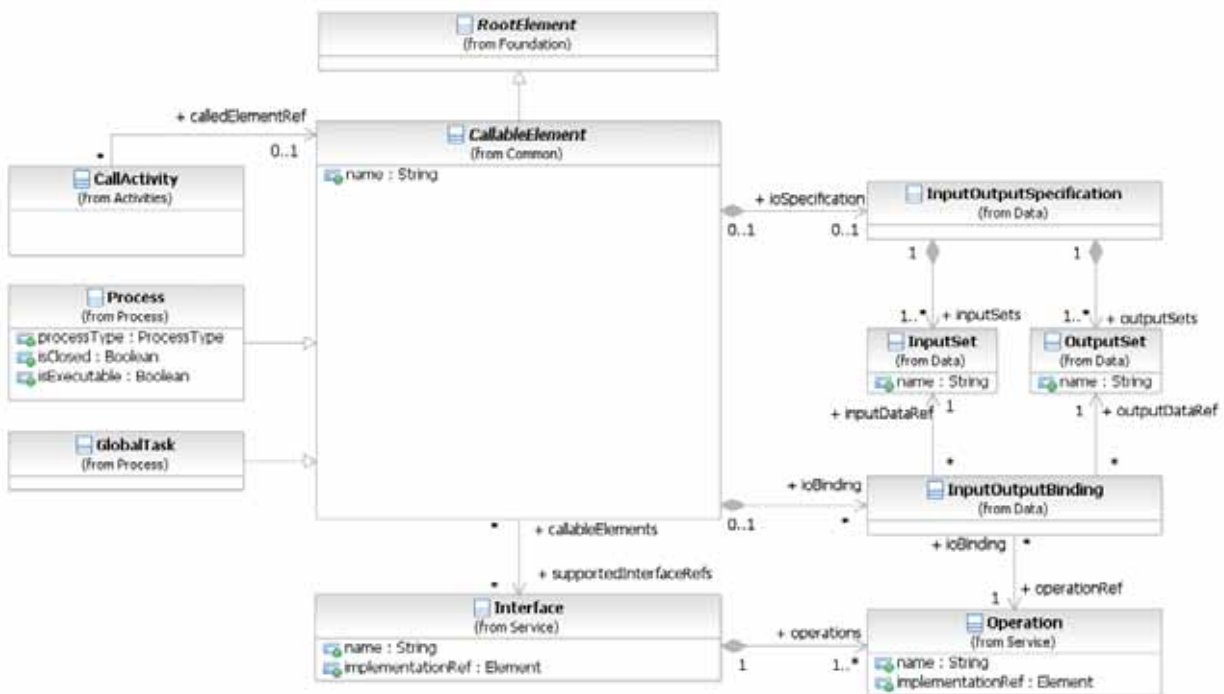 RootElement
(from Foundation)
+ calledElementRef
0..1
*
CallableElement
(from Common)
name : String
CallActivity
(from Activities)
+ ioSpecification
0..1
0..1
InputOutputSpecification
(from Data)
1
1
Process
(from Process)
processType : ProcessType
isClosed : Boolean
isExecutable : Boolean
1..*
+ inputSets
1..*
+ outputSets
InputSet
(from Data)
name : String
OutputSet
(from Data)
name : String
+ inputDataRef
1
1
+ outputDataRef
GlobalTask
(from Process)
*
*
+ ioBinding
0..1
*
InputOutputBinding
(from Data)
*
+ callableElements
+ ioBinding
*
+ supportedInterfaceRefs
*
+ operationRef
1
Interface
(from Service)
name : String
implementationRef : Element
+ operations
1
1..*
Operation
(from Service)
name : String
implementationRef : Element